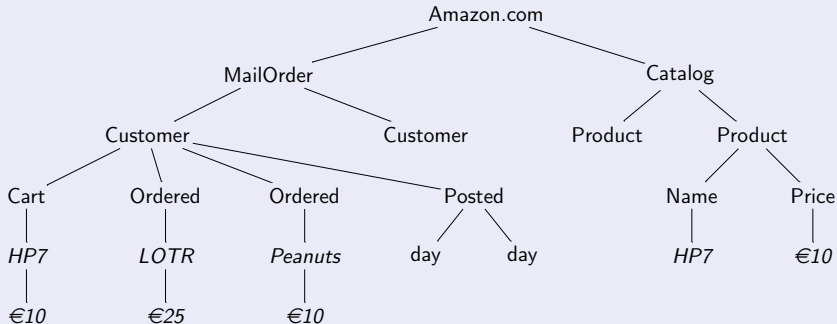 Amazon.com
MailOrder Catalog
Customer Customer Product Product
Cart Ordered Ordered Posted Name Price
HP7 LOTR Peanuts day day HP7 €10
€10 €25 €10